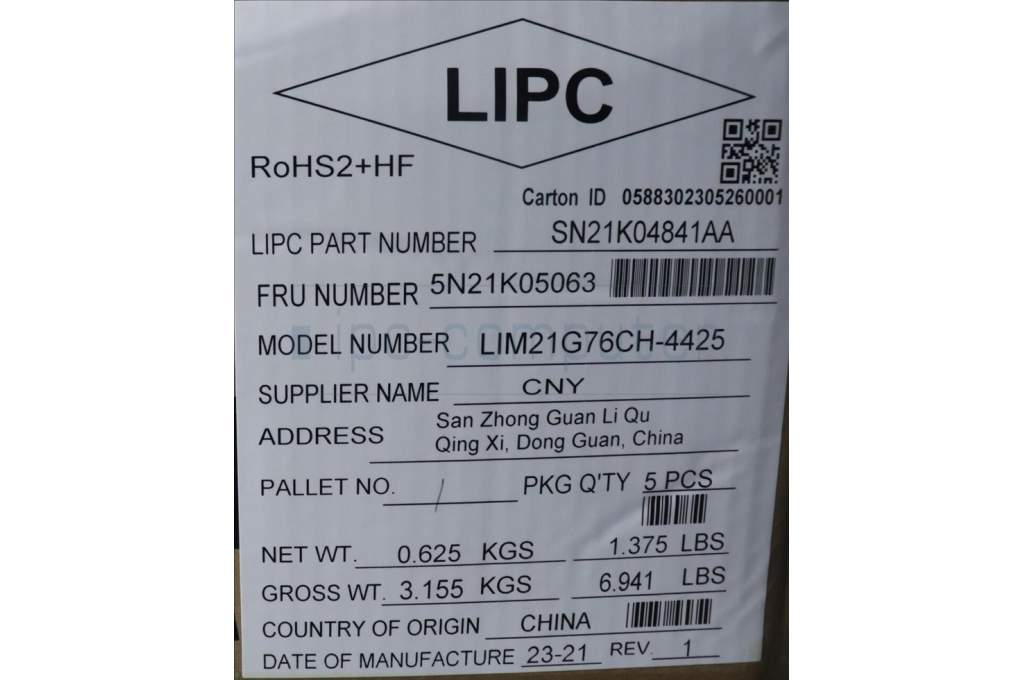 LIPC
RoHS2+HF
Carton ID 0588302305260001
LIPC PART NUMBER SN21K04841AA
FRU NUMBER 5N21K05063
ipc computer
MODEL NUMBER LIM21G76CH-4425
SUPPLIER NAME CNY
ADDRESS San Zhong Guan Li Qu
Qing Xi, Dong Guan, China
PALLET NO. / PKG Q'TY 5 PCS
NET WT. 0.625 KGS 1.375 LBS
GROSS WT. 3.155 KGS 6.941 LBS
COUNTRY OF ORIGIN CHINA
DATE OF MANUFACTURE 23-21 REV. 1